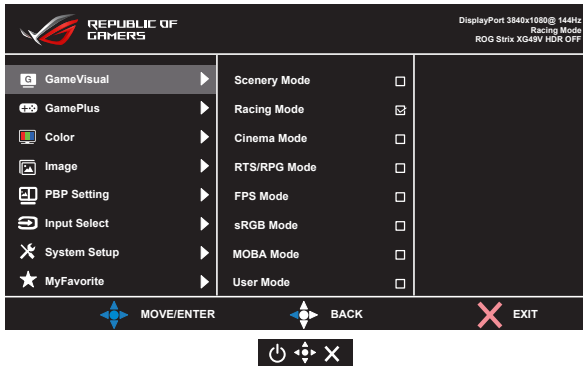 REPUBLIC OF
GAMERS
DisplayPort 3840x1080@ 144Hz
Racing Mode
ROG Strix XG49V HDR OFF
G GameVisual
GamePlus
Color
Image
PBP Setting
Input Select
System Setup
MyFavorite
Scenery Mode
Racing Mode
Cinema Mode
RTS/RPG Mode
FPS Mode
sRGB Mode
MOBA Mode
User Mode
MOVE/ENTER
BACK
EXIT